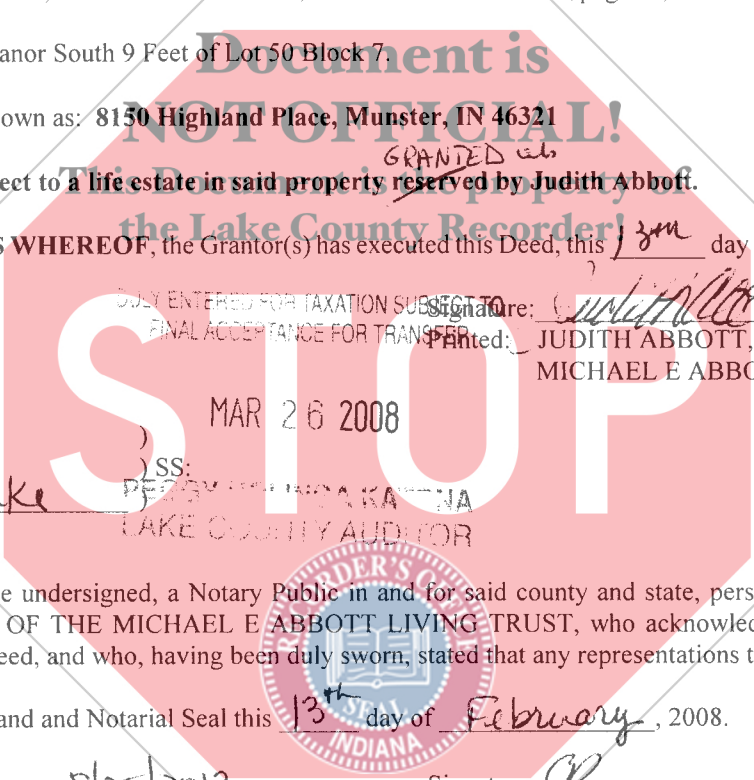 anor South 9 Feet of Lot 50 Block 7.
Document is
own as: 8150 Highland Place, Munster, IN 46321
NOT OFFICIAL!
GRANTED
ect to a life estate in said property reserved by Judith Abbott.
This Document is the property of
the Lake County Recorder!
S WHEREOF, the Grantor(s) has executed this Deed, this 13th day
DULY ENTERED FOR TAXATION SUBJECT TO
FINAL ACCEPTANCE FOR TRANSFER
Signature:
Printed: JUDITH ABBOTT,
MICHAEL E ABBO
STOP
MAR 26 2008
)
) SS:
ake )
PEGGY KATONA
LAKE COUNTY AUDITOR
RECORDER'S OFFICE
e undersigned, a Notary Public in and for said county and state, pers
OF THE MICHAEL E ABBOTT LIVING TRUST, who acknowled
eed, and who, having been duly sworn, stated that any representations t
SEAL
and and Notarial Seal this 13th day of February, 2008.
INDIANA